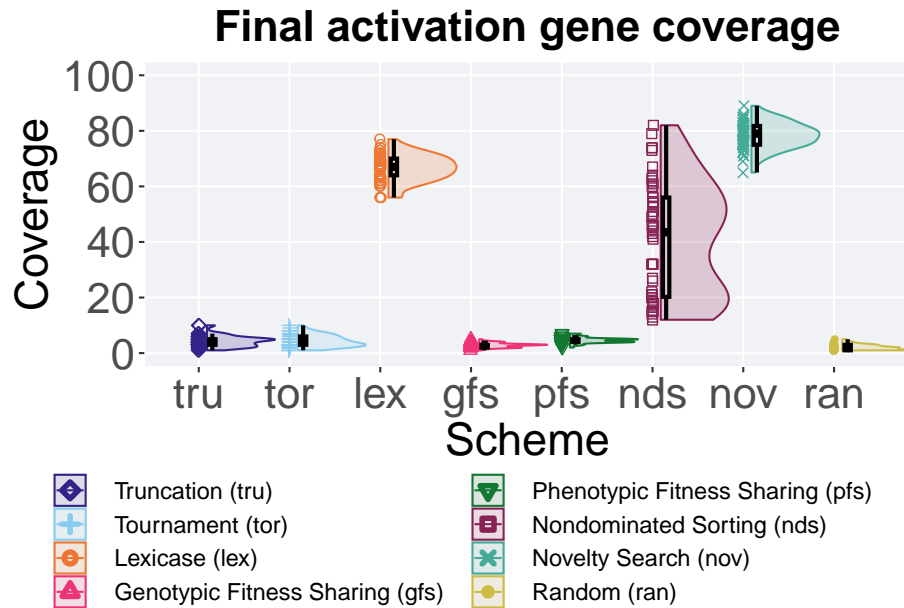 Final activation gene coverage
Coverage
100
80
60
40
20
0
tru tor lex gfs pfs nds nov ran
Scheme
Truncation (tru)
Tournament (tor)
Lexicase (lex)
Genotypic Fitness Sharing (gfs)
Phenotypic Fitness Sharing (pfs)
Nondominated Sorting (nds)
Novelty Search (nov)
Random (ran)